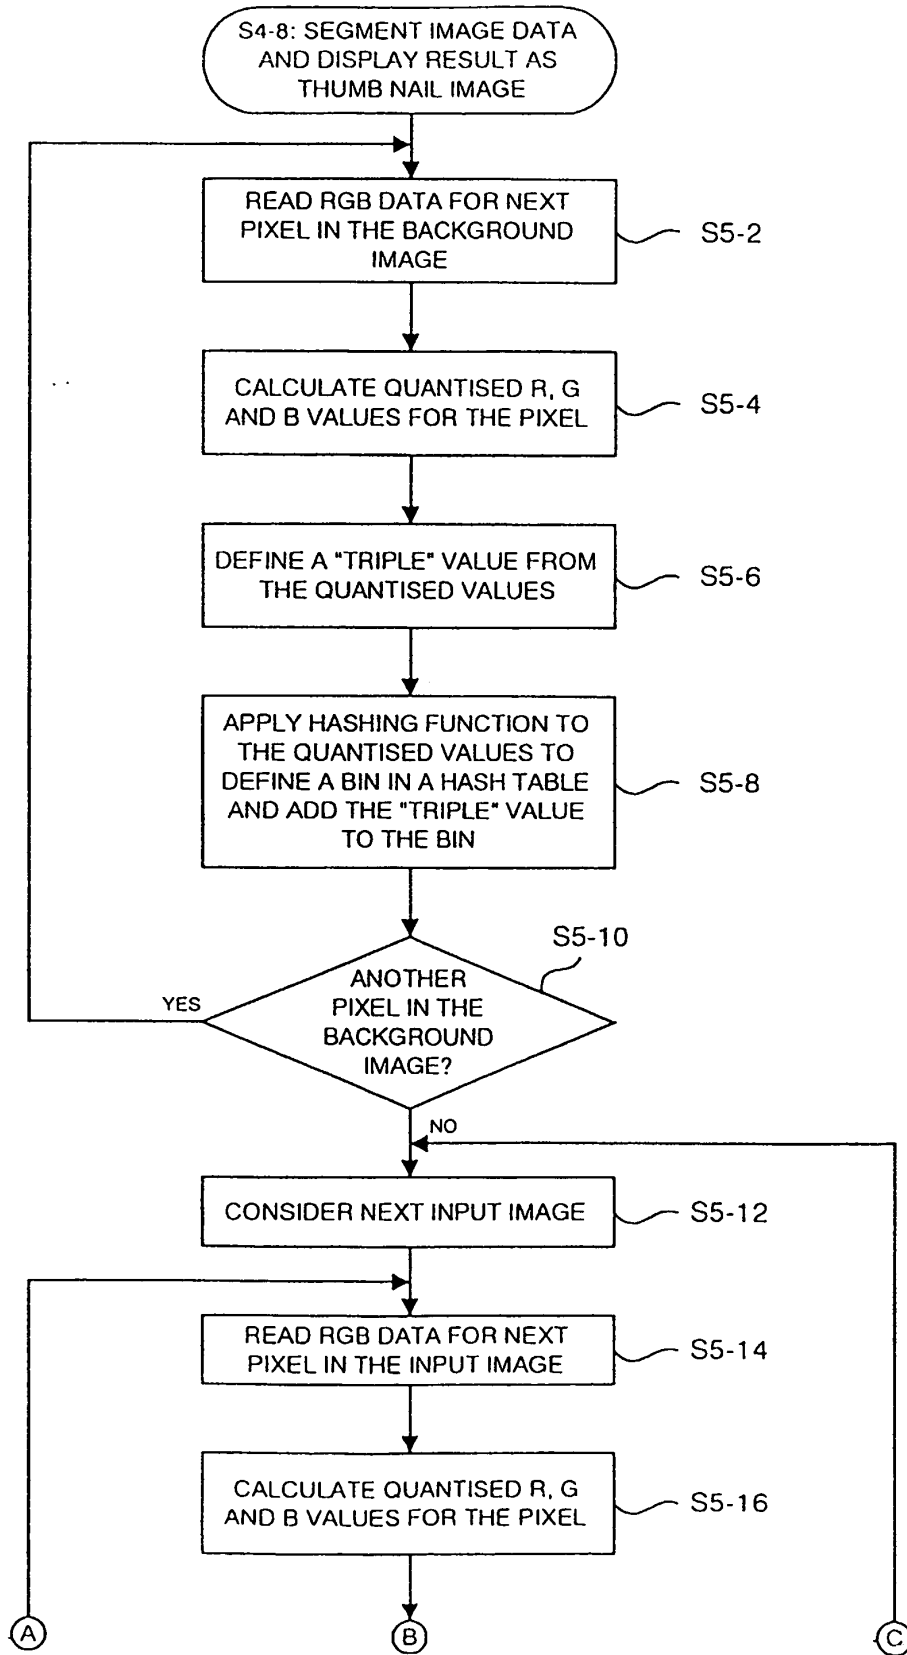 S4-8: SEGMENT IMAGE DATA
AND DISPLAY RESULT AS
THUMB NAIL IMAGE
READ RGB DATA FOR NEXT
PIXEL IN THE BACKGROUND
IMAGE
S5-2
CALCULATE QUANTISED R, G
AND B VALUES FOR THE PIXEL
S5-4
DEFINE A "TRIPLE" VALUE FROM
THE QUANTISED VALUES
S5-6
APPLY HASHING FUNCTION TO
THE QUANTISED VALUES TO
DEFINE A BIN IN A HASH TABLE
AND ADD THE "TRIPLE" VALUE
TO THE BIN
S5-8
S5-10
ANOTHER
PIXEL IN THE
BACKGROUND
IMAGE?
YES
NO
CONSIDER NEXT INPUT IMAGE
S5-12
READ RGB DATA FOR NEXT
PIXEL IN THE INPUT IMAGE
S5-14
CALCULATE QUANTISED R, G
AND B VALUES FOR THE PIXEL
S5-16
A
B
C